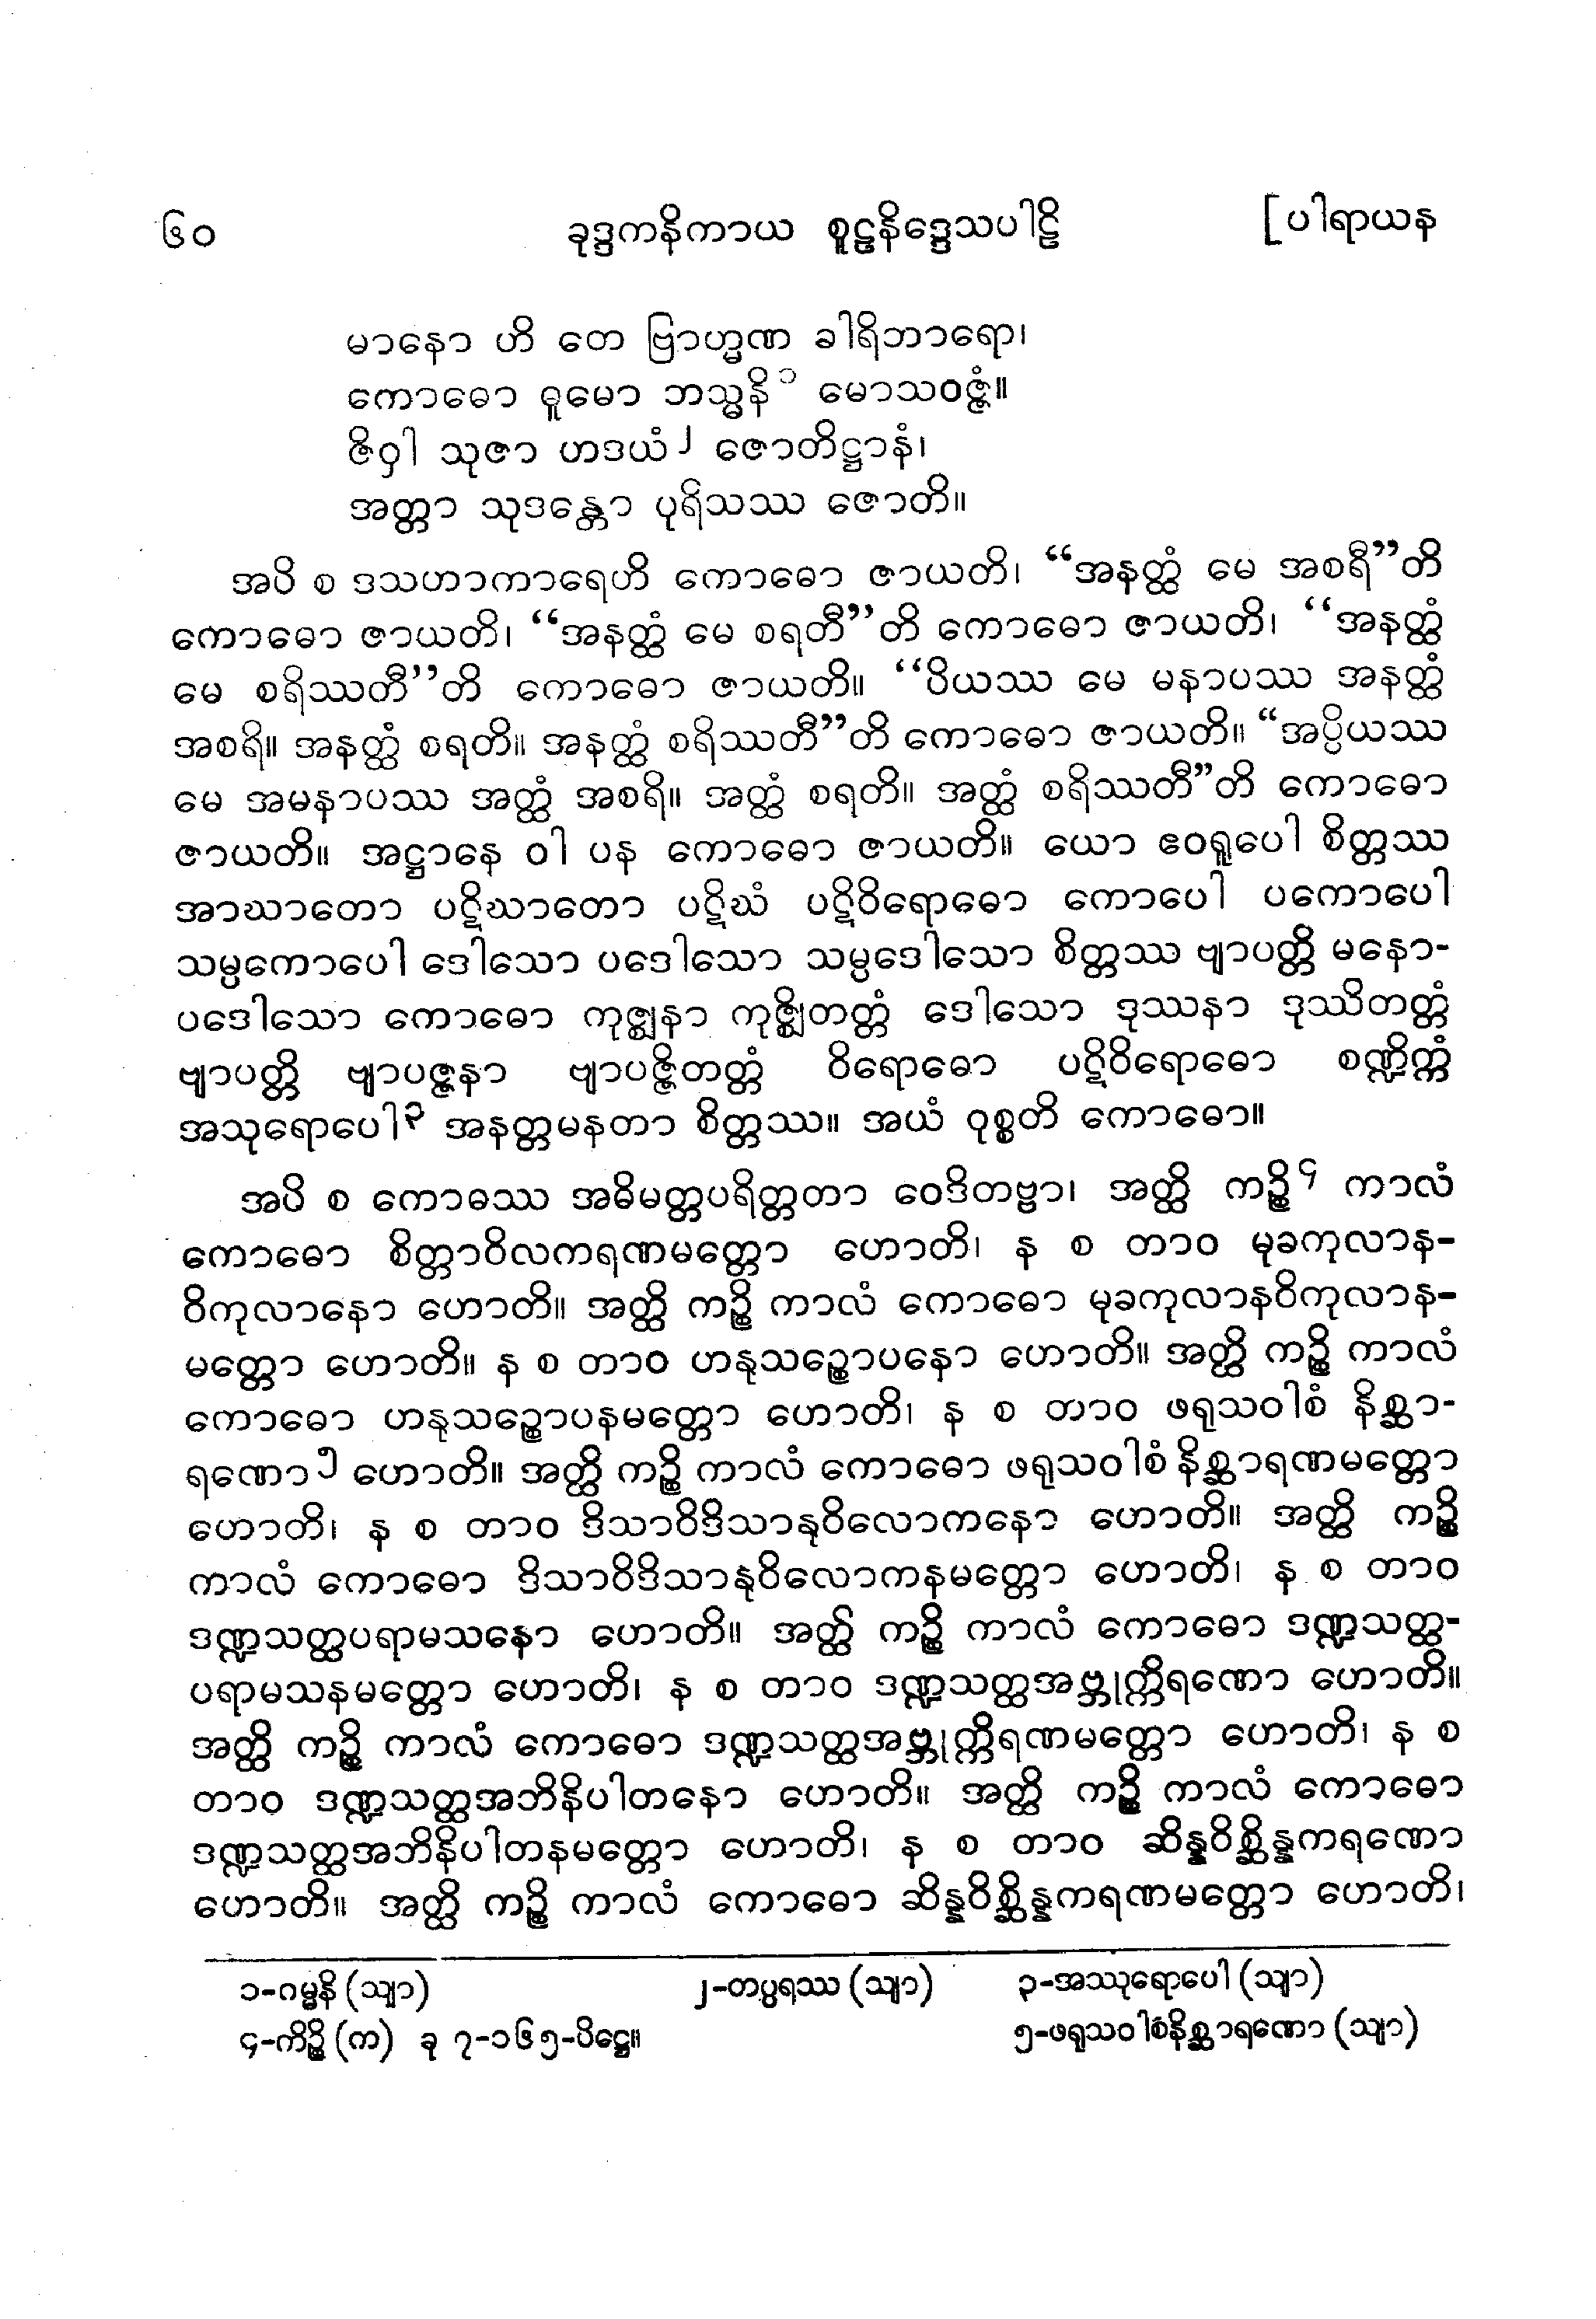 ၆၀ ခုဒ္ဒကနိကာယ စူဠနိဒ္ဒေသပါဠိ [ ပါရာယန
မာနော ဟိ တေ ဗြာဟ္မဏ ခါရိဘာရော၊
ကောဓော ဓူမော ဘသ္မနိ ၁ မောသဝဇ္ဇံ။
ဇိဝှါ သုဇာ ဟဒယံ ၂ ဇောတိဋ္ဌာနံ၊
အတ္တာ သုဒန္တော ပုရိသဿ ဇောတိ။
အပိ စ ဒသဟာကာရေဟိ ကောဓော ဇာယတိ၊ “အနတ္ထံ မေ အစရီ”တိ
ကောဓော ဇာယတိ၊ “အနတ္ထံ မေ စရတီ”တိ ကောဓော ဇာယတိ၊ “အနတ္ထံ
မေ စရိဿတီ”တိ ကောဓော ဇာယတိ။ “ပိယဿ မေ မနာပဿ အနတ္ထံ
အစရိ။ အနတ္ထံ စရတိ။ အနတ္ထံ စရိဿတီ”တိ ကောဓော ဇာယတိ။ “အပ္ပိယဿ
မေ အမနာပဿ အတ္ထံ အစရိ။ အတ္ထံ စရတိ။ အတ္ထံ စရိဿတီ”တိ ကောဓော
ဇာယတိ။ အဋ္ဌာနေ ဝါ ပန ကောဓော ဇာယတိ။ ယော ဧဝရူပေါ စိတ္တဿ
အာဃာတော ပဋိဃာတော ပဋိဃံ ပဋိဝိရောဓော ကောပေါ ပကောပေါ
သမ္ပကောပေါ ဒေါသော ပဒေါသော သမ္ပဒေါသော စိတ္တဿ ဗျာပတ္တိ မနော-
ပဒေါသော ကောဓော ကုဇ္ဈနာ ကုဇ္ဈိတတ္တံ ဒေါသော ဒုဿနာ ဒုဿိတတ္တံ
ဗျာပတ္တိ ဗျာပဇ္ဇနာ ဗျာပဇ္ဇိတတ္တံ ဝိရောဓော ပဋိဝိရောဓော စဏ္ဍိက္ကံ
အသုရောပေါ ၃ အနတ္တမနတာ စိတ္တဿ။ အယံ ဝုစ္စတိ ကောဓော။
အပိ စ ကောဓဿ အဓိမတ္တပရိတ္တတာ ဝေဒိတဗ္ဗာ၊ အတ္ထိ ကဉ္စိ ၄ ကာလံ
ကောဓော စိတ္တာဝိလကရဏမတ္တော ဟောတိ၊ န စ တာဝ မုခကုလာန-
ဝိကုလာနော ဟောတိ။ အတ္ထိ ကဉ္စိ ကာလံ ကောဓော မုခကုလာနဝိကုလာန-
မတ္တော ဟောတိ။ န စ တာဝ ဟနုသဉ္စောပနော ဟောတိ။ အတ္ထိ ကဉ္စိ ကာလံ
ကောဓော ဟနုသဉ္စောပနမတ္တော ဟောတိ၊ န စ တာဝ ဖရုသဝါစံ နိစ္ဆာ-
ရဏော ၅ ဟောတိ။ အတ္ထိ ကဉ္စိ ကာလံ ကောဓော ဖရုသဝါစံ နိစ္ဆာရဏမတ္တော
ဟောတိ၊ န စ တာဝ ဒိသာဝိဒိသာနုဝိလောကနော ဟောတိ။ အတ္ထိ ကဉ္စိ
ကာလံ ကောဓော ဒိသာဝိဒိသာနုဝိလောကနမတ္တော ဟောတိ၊ န စ တာဝ
ဒဏ္ဍသတ္ထပရာမသနော ဟောတိ။ အတ္ထိ ကဉ္စိ ကာလံ ကောဓော ဒဏ္ဍသတ္ထ-
ပရာမသနမတ္တော ဟောတိ၊ န စ တာဝ ဒဏ္ဍသတ္ထအဗ္ဘုက္ကိရဏော ဟောတိ။
အတ္ထိ ကဉ္စိ ကာလံ ကောဓော ဒဏ္ဍသတ္ထအဗ္ဘုက္ကိရဏမတ္တော ဟောတိ၊ န စ
တာဝ ဒဏ္ဍသတ္ထအဘိနိပါတနော ဟောတိ။ အတ္ထိ ကဉ္စိ ကာလံ ကောဓော
ဒဏ္ဍသတ္ထအဘိနိပါတနမတ္တော ဟောတိ၊ န စ တာဝ ဆိန္နဝိစ္ဆိန္နကရဏော
ဟောတိ။ အတ္ထိ ကဉ္စိ ကာလံ ကောဓော ဆိန္နဝိစ္ဆိန္နကရဏမတ္တော ဟောတိ၊
၁-ဂမ္မနိ (သျာ) ၂-တပ္ပရဿ (သျာ) ၃-အဿုရောပေါ (သျာ)
၄-ကိဉ္စိ (က) ခု ၇-၁၆၅-ပိဋ္ဌေ။ ၅-ဖရုသဝါစံနိစ္ဆာရဏော (သျာ)